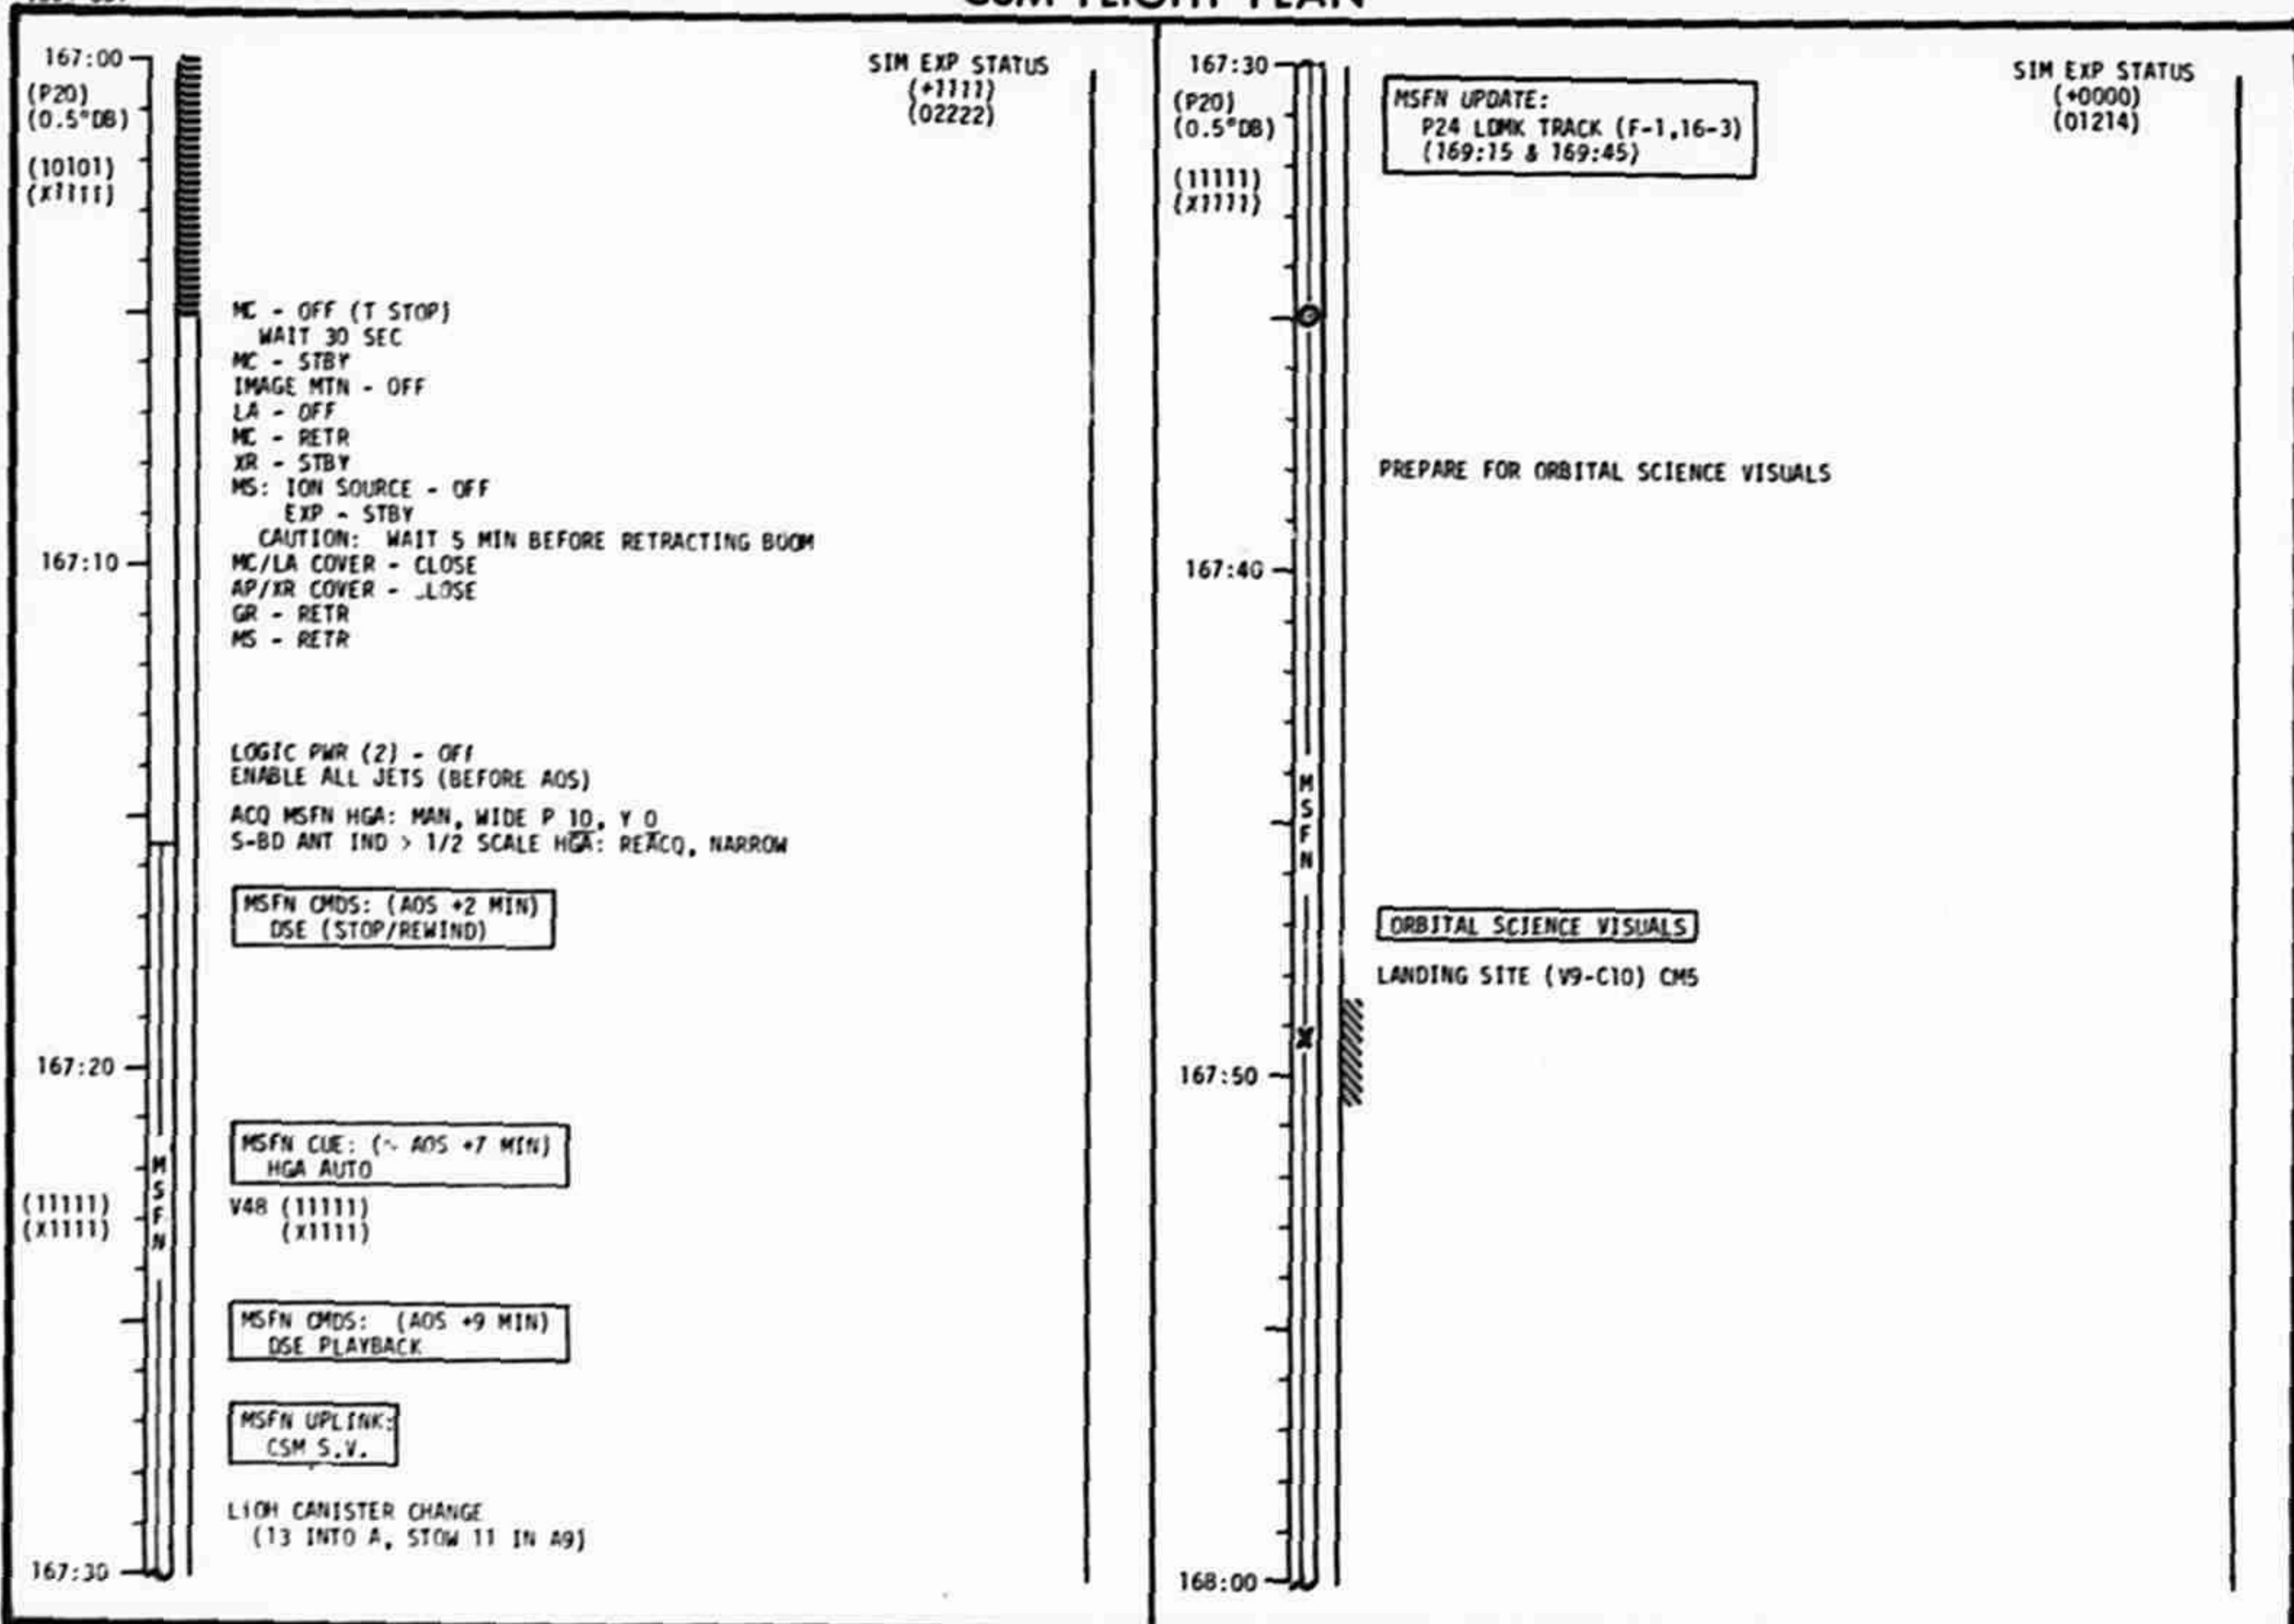 CSM FLIGHT PLAN
167:00
(P20)
(0.5°DB)
(10101)
(X1111)
SIM EXP STATUS
(+1111)
(02222)
MC - OFF (T STOP)
WAIT 30 SEC
MC - STBY
IMAGE MTN - OFF
LA - OFF
MC - RETR
XR - STBY
MS: ION SOURCE - OFF
EXP - STBY
CAUTION: WAIT 5 MIN BEFORE RETRACTING BOOM
167:10
MC/LA COVER - CLOSE
AP/XR COVER - CLOSE
GR - RETR
MS - RETR
LOGIC PWR (2) - OFF
ENABLE ALL JETS (BEFORE AOS)
ACQ MSFN HGA: MAN, WIDE P 10, Y 0
S-BD ANT IND > 1/2 SCALE HGA: REACQ, NARROW
MSFN CMDS: (AOS +2 MIN)
DSE (STOP/REWIND)
167:20
MSFN CUE: (~ AOS +7 MIN)
HGA AUTO
MSFN
(11111)
(X1111)
V48 (11111)
(X1111)
MSFN CMDS: (AOS +9 MIN)
DSE PLAYBACK
MSFN UPLINK:
CSM S.V.
LiOH CANISTER CHANGE
(13 INTO A, STOW 11 IN A9)
167:30
167:30
(P20)
(0.5°DB)
(11111)
(X1111)
MSFN UPDATE:
P24 LDMK TRACK (F-1,16-3)
(169:15 & 169:45)
SIM EXP STATUS
(+0000)
(01214)
PREPARE FOR ORBITAL SCIENCE VISUALS
167:40
MSFN
ORBITAL SCIENCE VISUALS
LANDING SITE (V9-C10) CM5
X
167:50
168:00